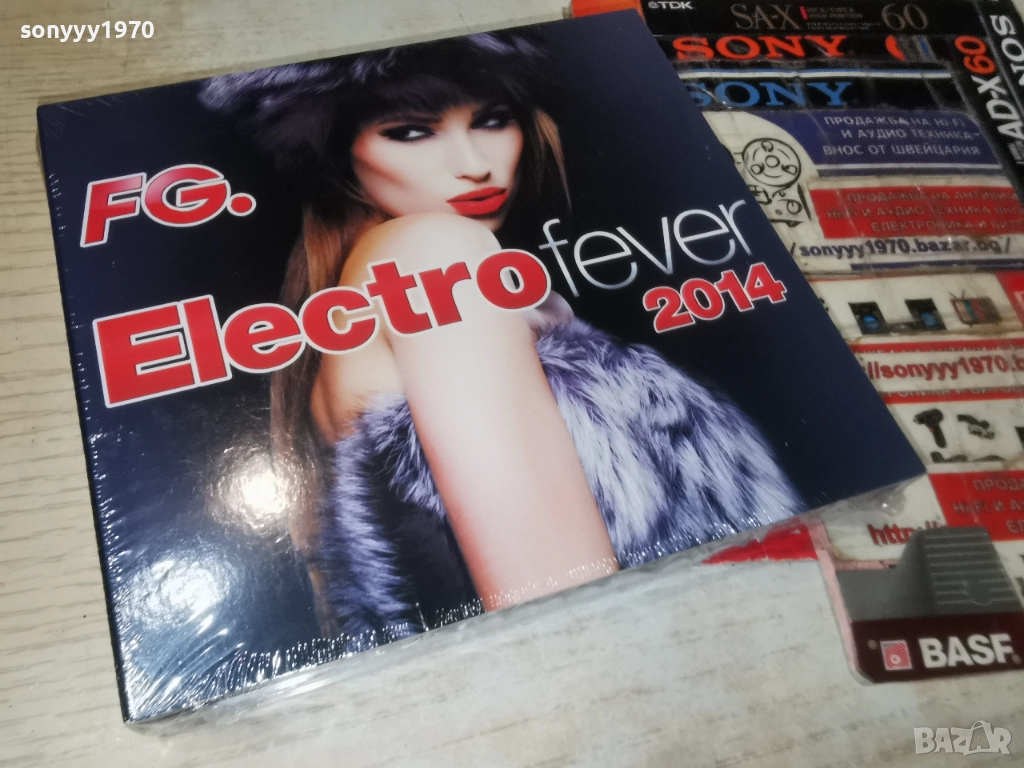 sonyyy1970
FG.
Electro fever
2014
TDK
SA-X
60
SONY
SONY
AD-X 60
ПРОДАЖБА НА HI-FI
И АУДИО ТЕХНИКА-
ВНОС ОТ ШВЕЙЦАРИЯ
/sonyyy1970.bazar.bg/
//sonyyy1970.b
http:/
BASF
BAZAR